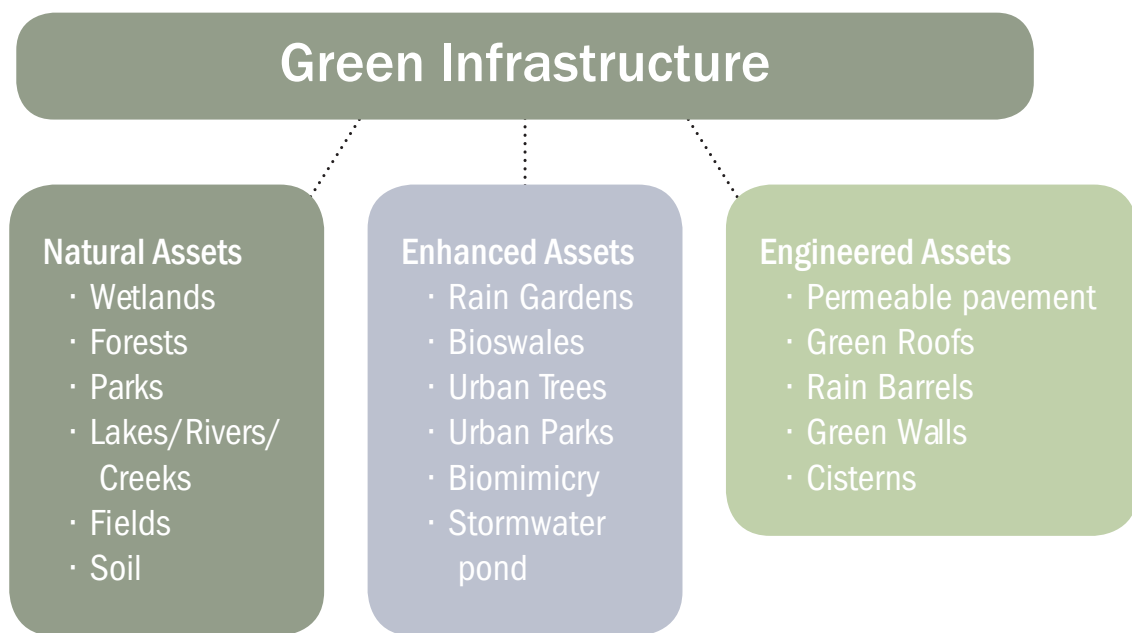 Green Infrastructure
Natural Assets
· Wetlands
· Forests
· Parks
· Lakes/Rivers/
Creeks
· Fields
· Soil
Enhanced Assets
· Rain Gardens
· Bioswales
· Urban Trees
· Urban Parks
· Biomimicry
· Stormwater
pond
Engineered Assets
· Permeable pavement
· Green Roofs
· Rain Barrels
· Green Walls
· Cisterns